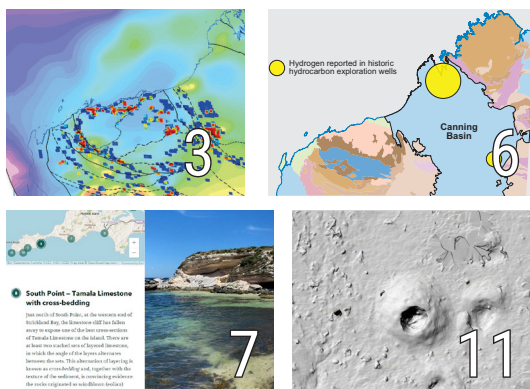 3
Hydrogen reported in historic
hydrocarbon exploration wells
Canning
Basin
6
South Point – Tamala Limestone
with cross-bedding
Just north of South Point, at the western end of
Strickland Bay, the limestone cliff has fallen
away to expose one of the best cross-sections
of Tamala Limestone on the island. There are
at least two stacked sets of layered limestone,
in which the angle of the layers alternates
between the sets. This alternation of layering is
known as cross-bedding and, together with the
texture of the sediment, is convincing evidence
the rocks originated as windblown (eolian)
7
11